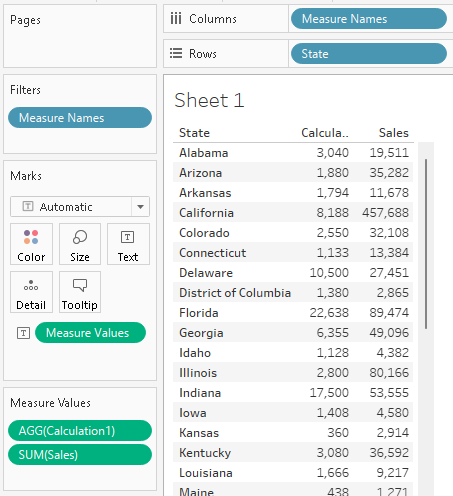 Pages
Columns
Measure Names
Rows
State
Filters
Measure Names
Marks
Automatic
Color
Size
Text
Detail
Tooltip
Measure Values
Measure Values
AGG(Calculation1)
SUM(Sales)
Sheet 1
State Calcula.. Sales
Alabama 3,040 19,511
Arizona 1,880 35,282
Arkansas 1,794 11,678
California 8,188 457,688
Colorado 2,550 32,108
Connecticut 1,133 13,384
Delaware 10,500 27,451
District of Columbia 1,380 2,865
Florida 22,638 89,474
Georgia 6,355 49,096
Idaho 1,128 4,382
Illinois 2,800 80,166
Indiana 17,500 53,555
Iowa 1,408 4,580
Kansas 360 2,914
Kentucky 3,080 36,592
Louisiana 1,666 9,217
Maine 438 1,271